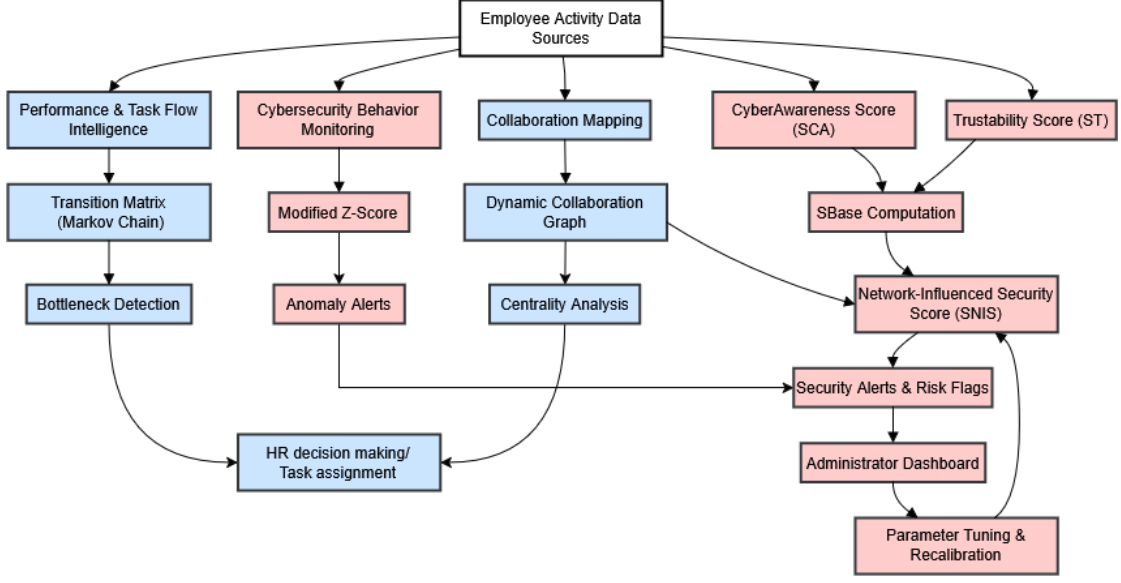 Employee Activity Data
Sources
Performance & Task Flow
Intelligence
Cybersecurity Behavior
Monitoring
Collaboration Mapping
CyberAwareness Score
(SCA)
Trustability Score (ST)
Transition Matrix
(Markov Chain)
Modified Z-Score
Dynamic Collaboration
Graph
SBase Computation
Bottleneck Detection
Anomaly Alerts
Centrality Analysis
Network-Influenced Security
Score (SNIS)
Security Alerts & Risk Flags
HR decision making/
Task assignment
Administrator Dashboard
Parameter Tuning &
Recalibration